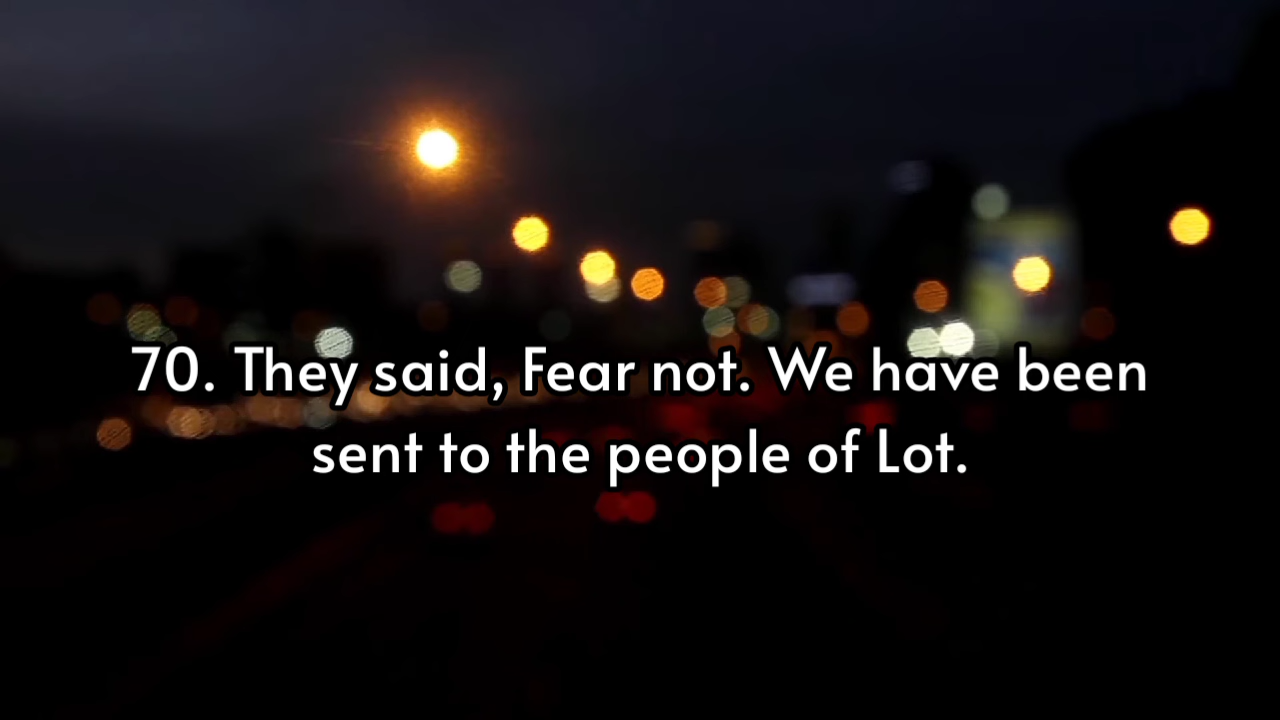 70. They said, Fear not. We have been
sent to the people of Lot.